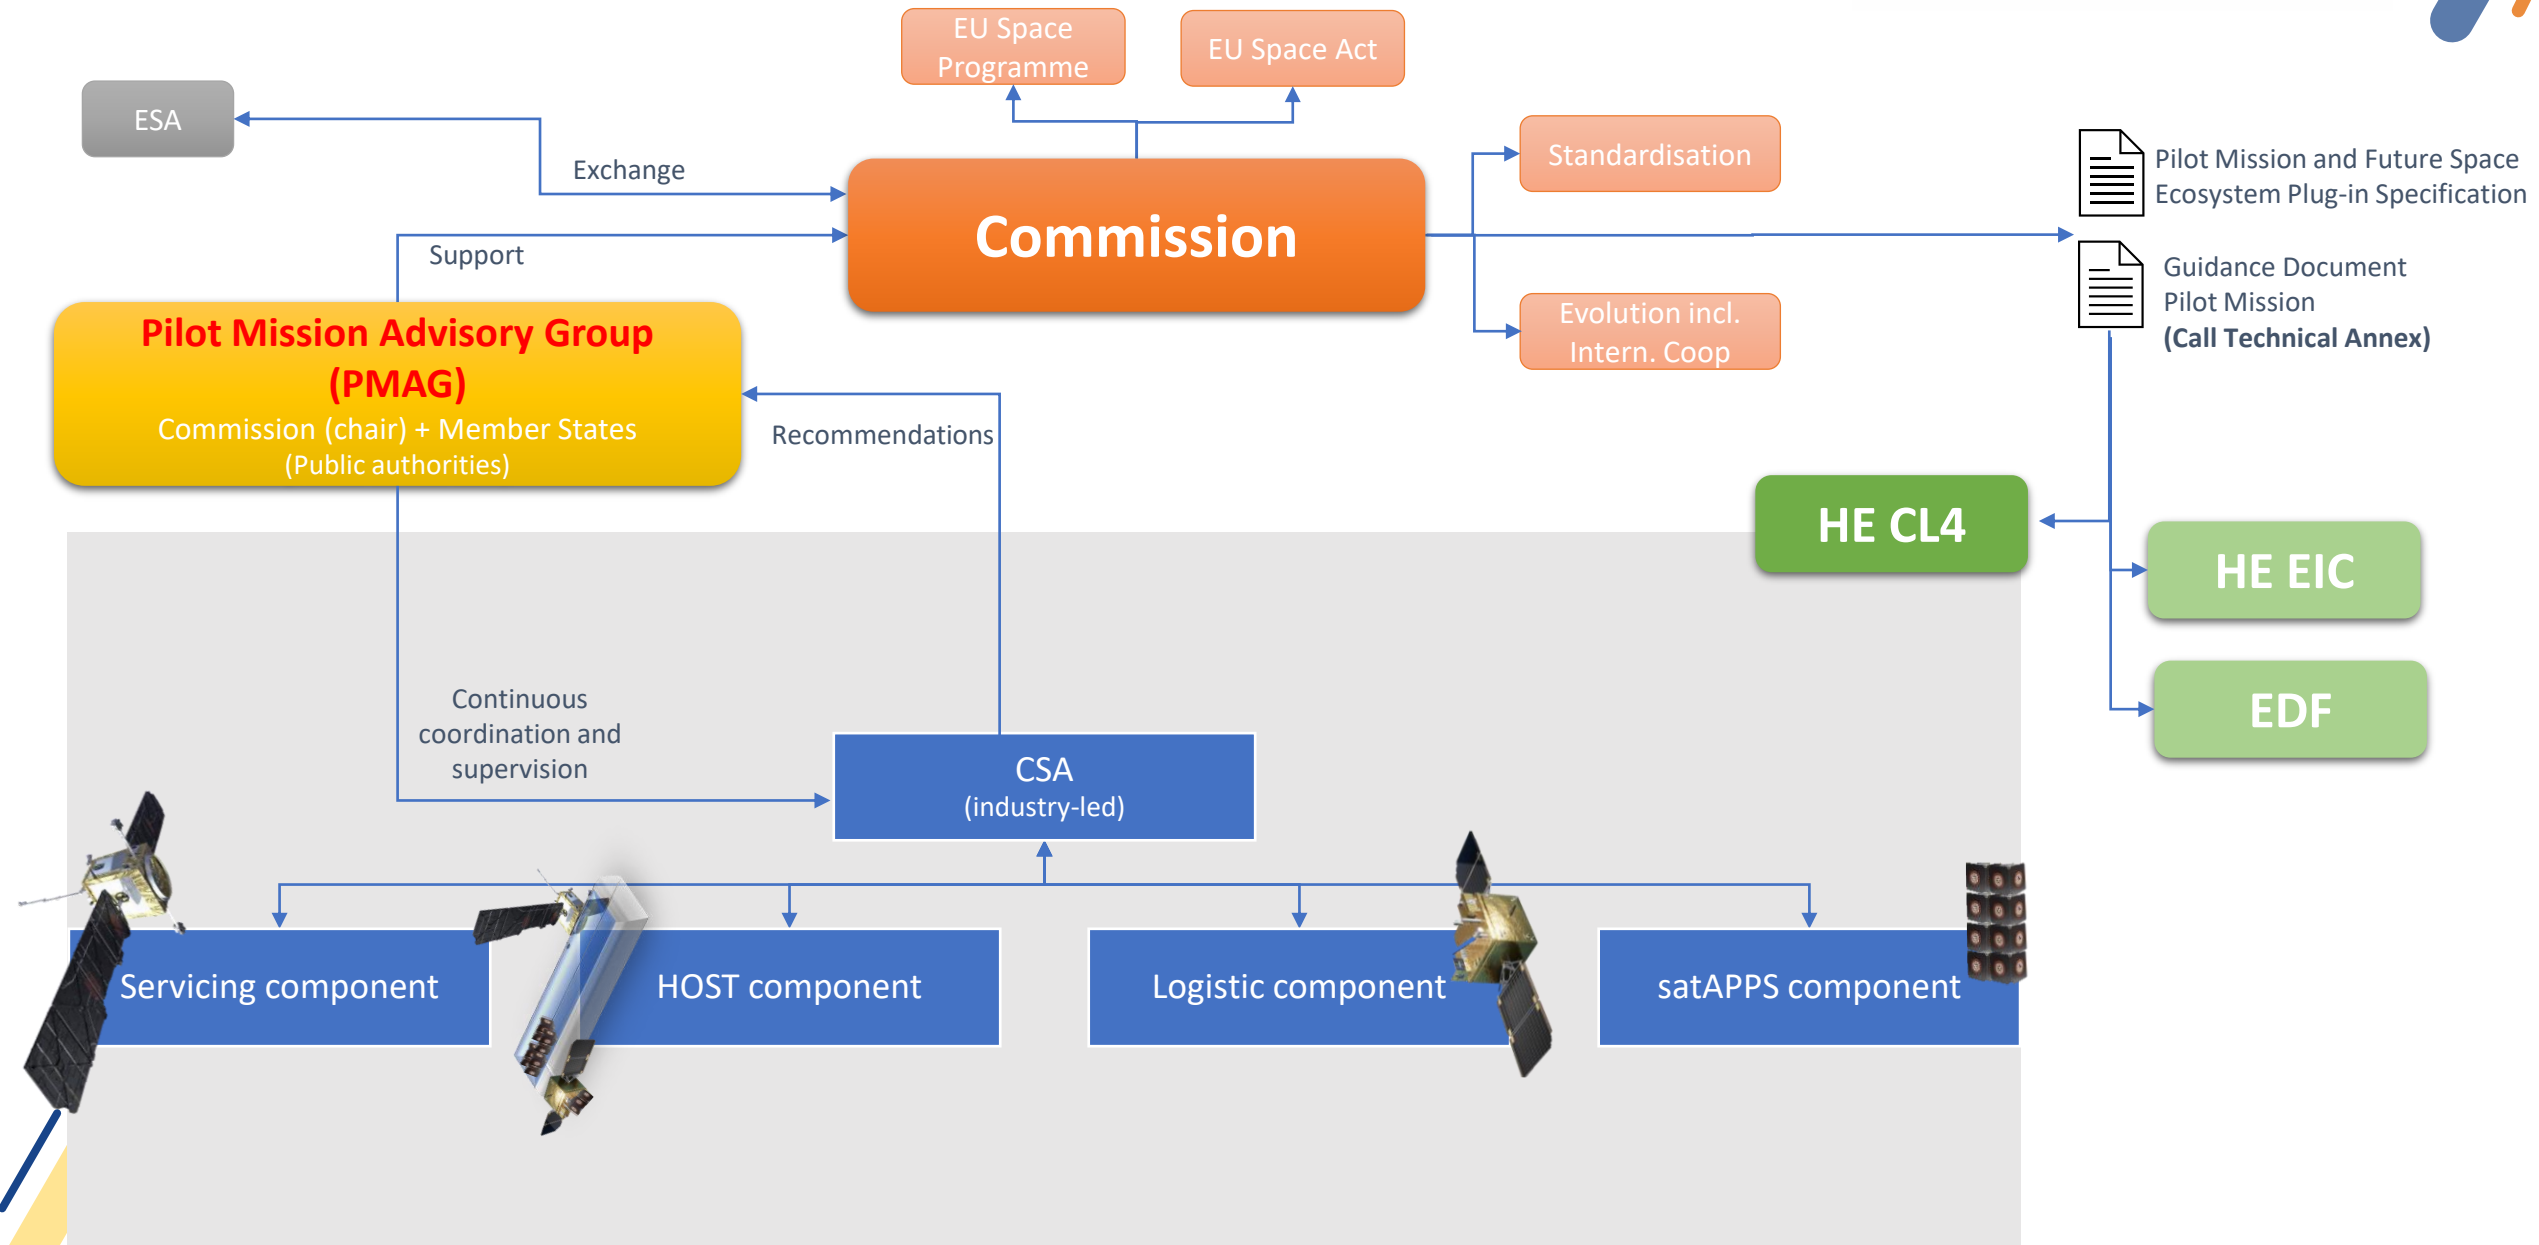 EU Space
Programme
EU Space Act
ESA
Exchange
Standardisation
Pilot Mission and Future Space
Ecosystem Plug-in Specification
Commission
Support
Guidance Document
Pilot Mission
(Call Technical Annex)
Evolution incl.
Intern. Coop
Pilot Mission Advisory Group
(PMAG)
Commission (chair) + Member States
(Public authorities)
Recommendations
HE CL4
HE EIC
EDF
Continuous
coordination and
supervision
CSA
(industry-led)
Servicing component
HOST component
Logistic component
satAPPS component